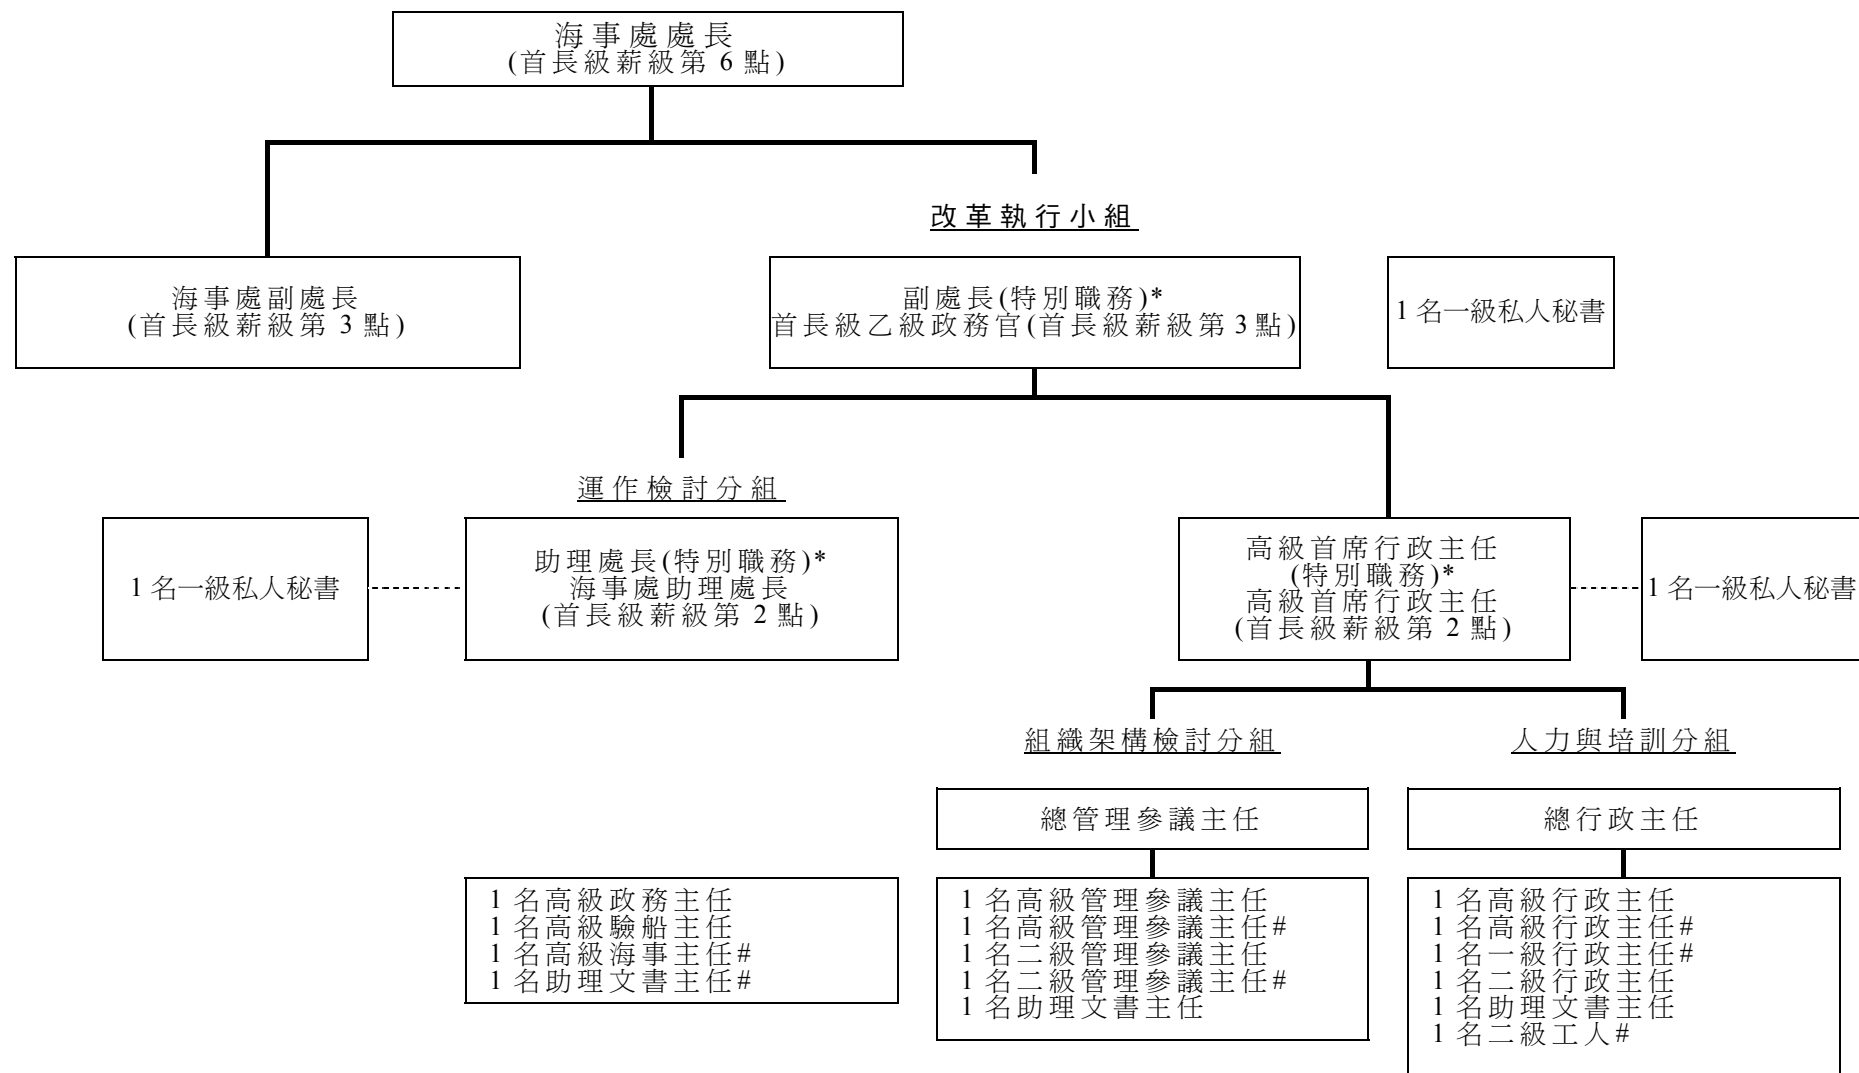 海事處處長
(首長級薪級第 6 點)
改革執行小組
海事處副處長
(首長級薪級第 3 點)
副處長(特別職務)*
首長級乙級政務官(首長級薪級第 3 點)
1 名一級私人秘書
運作檢討分組
1 名一級私人秘書
助理處長(特別職務)*
海事處助理處長
(首長級薪級第 2 點)
高級首席行政主任
(特別職務)*
高級首席行政主任
(首長級薪級第 2 點)
1 名一級私人秘書
組織架構檢討分組
人力與培訓分組
總管理參議主任
總行政主任
1 名高級政務主任
1 名高級驗船主任
1 名高級海事主任#
1 名助理文書主任#
1 名高級管理參議主任
1 名高級管理參議主任#
1 名二級管理參議主任
1 名二級管理參議主任#
1 名助理文書主任
1 名高級行政主任
1 名高級行政主任#
1 名一級行政主任#
1 名二級行政主任
1 名助理文書主任
1 名二級工人#